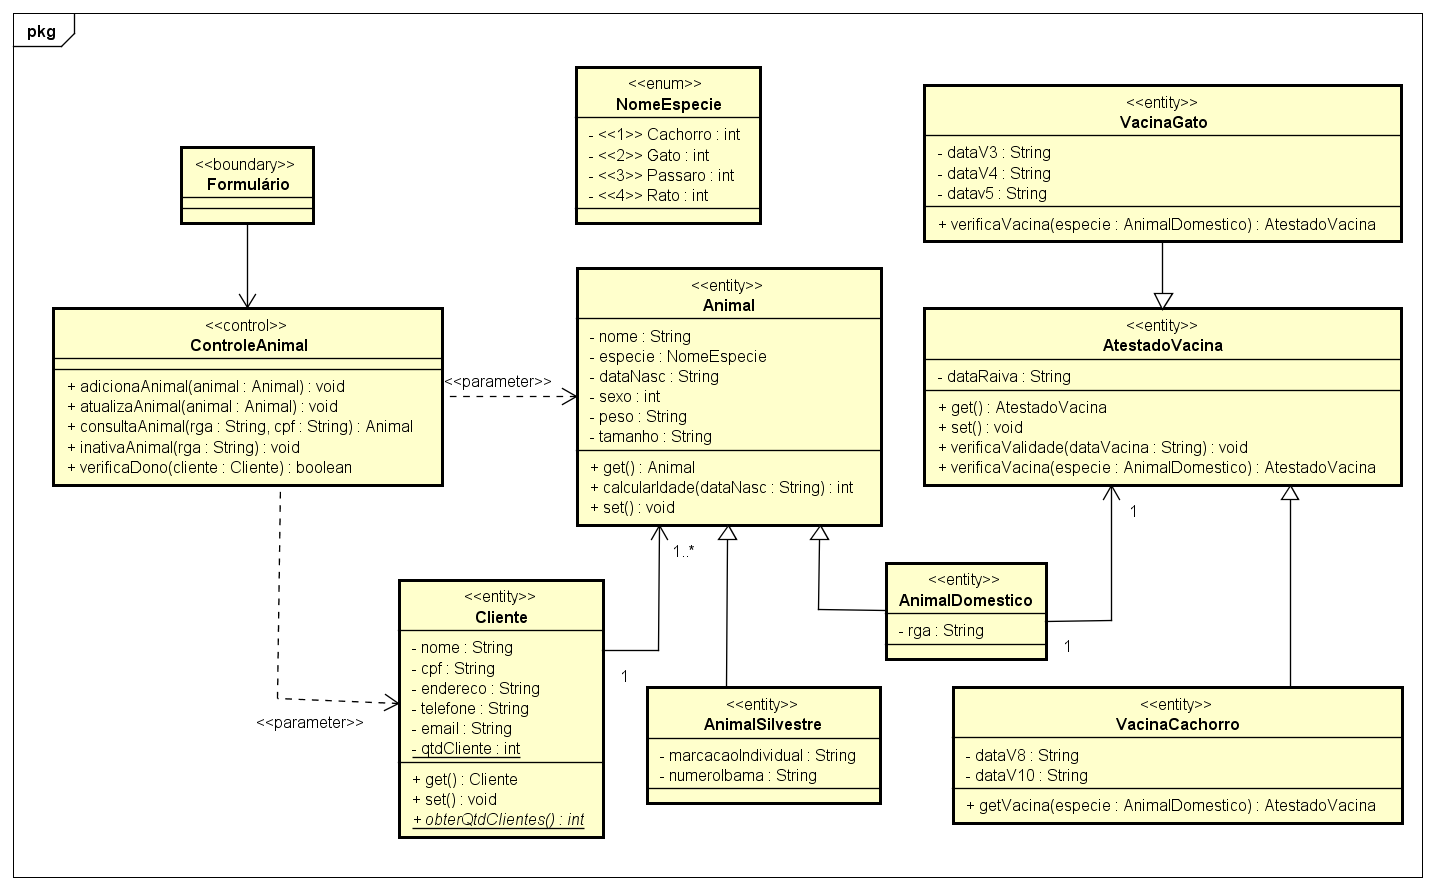 pkg
<<enum>>
NomeEspecie
- <<1>> Cachorro : int
- <<2>> Gato : int
- <<3>> Passaro : int
- <<4>> Rato : int
<<entity>>
VacinaGato
- dataV3 : String
- dataV4 : String
- datav5 : String
+ verificaVacina(especie : AnimalDomestico) : AtestadoVacina
<<boundary>>
Formulário
<<control>>
ControleAnimal
+ adicionaAnimal(animal : Animal) : void
+ atualizaAnimal(animal : Animal) : void
+ consultaAnimal(rga : String, cpf : String) : Animal
+ inativaAnimal(rga : String) : void
+ verificaDono(cliente : Cliente) : boolean
<<parameter>>
<<entity>>
Animal
- nome : String
- especie : NomeEspecie
- dataNasc : String
- sexo : int
- peso : String
- tamanho : String
+ get() : Animal
+ calcularIdade(dataNasc : String) : int
+ set() : void
<<entity>>
AtestadoVacina
- dataRaiva : String
+ get() : AtestadoVacina
+ set() : void
+ verificaValidade(dataVacina : String) : void
+ verificaVacina(especie : AnimalDomestico) : AtestadoVacina
1
1..*
<<entity>>
AnimalDomestico
- rga : String
1
<<entity>>
Cliente
- nome : String
- cpf : String
- endereco : String
- telefone : String
- email : String
- qtdCliente : int
+ get() : Cliente
+ set() : void
+ obterQtdClientes() : int
1
<<parameter>>
<<entity>>
AnimalSilvestre
- marcacaoIndividual : String
- numeroIbama : String
<<entity>>
VacinaCachorro
- dataV8 : String
- dataV10 : String
+ getVacina(especie : AnimalDomestico) : AtestadoVacina